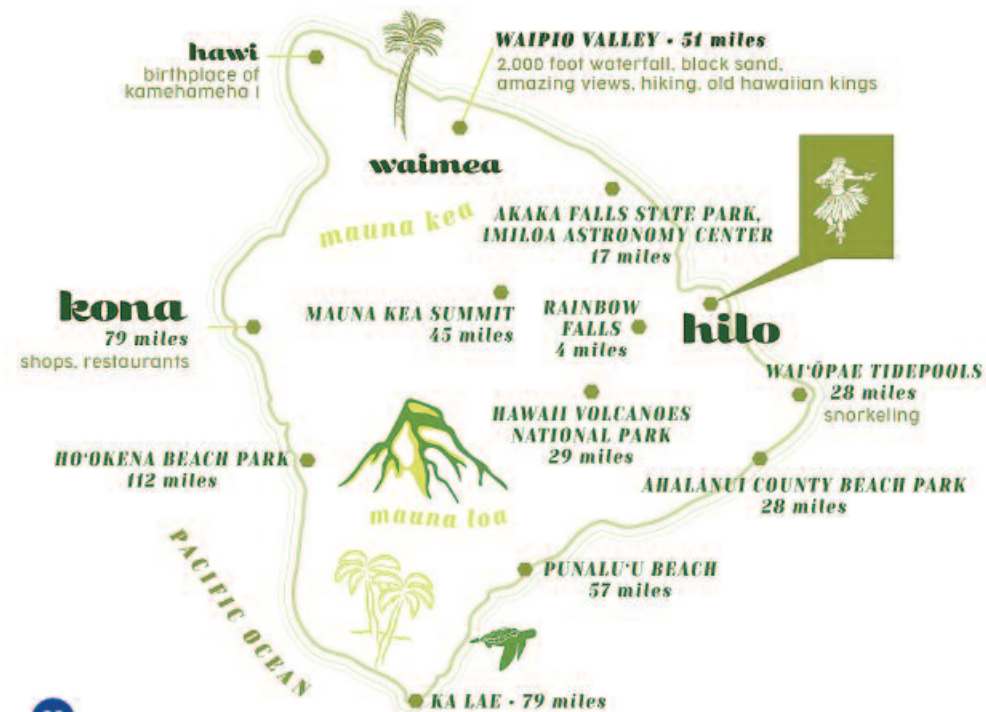 hawi
birthplace of
kamehameha I
WAIPIO VALLEY • 51 miles
2,000 foot waterfall, black sand,
amazing views, hiking, old hawaiian kings
waimea
mauna kea
AKAKA FALLS STATE PARK,
IMILOA ASTRONOMY CENTER
17 miles
kona
79 miles
shops, restaurants
MAUNA KEA SUMMIT
45 miles
RAINBOW
FALLS
4 miles
hilo
WAI‘ŌPAE TIDEPOOLS
28 miles
snorkeling
HAWAII VOLCANOES
NATIONAL PARK
29 miles
HO‘OKENA BEACH PARK
112 miles
AHALANUI COUNTY BEACH PARK
28 miles
mauna loa
PACIFIC OCEAN
PUNALU‘U BEACH
57 miles
KA LAE • 79 miles